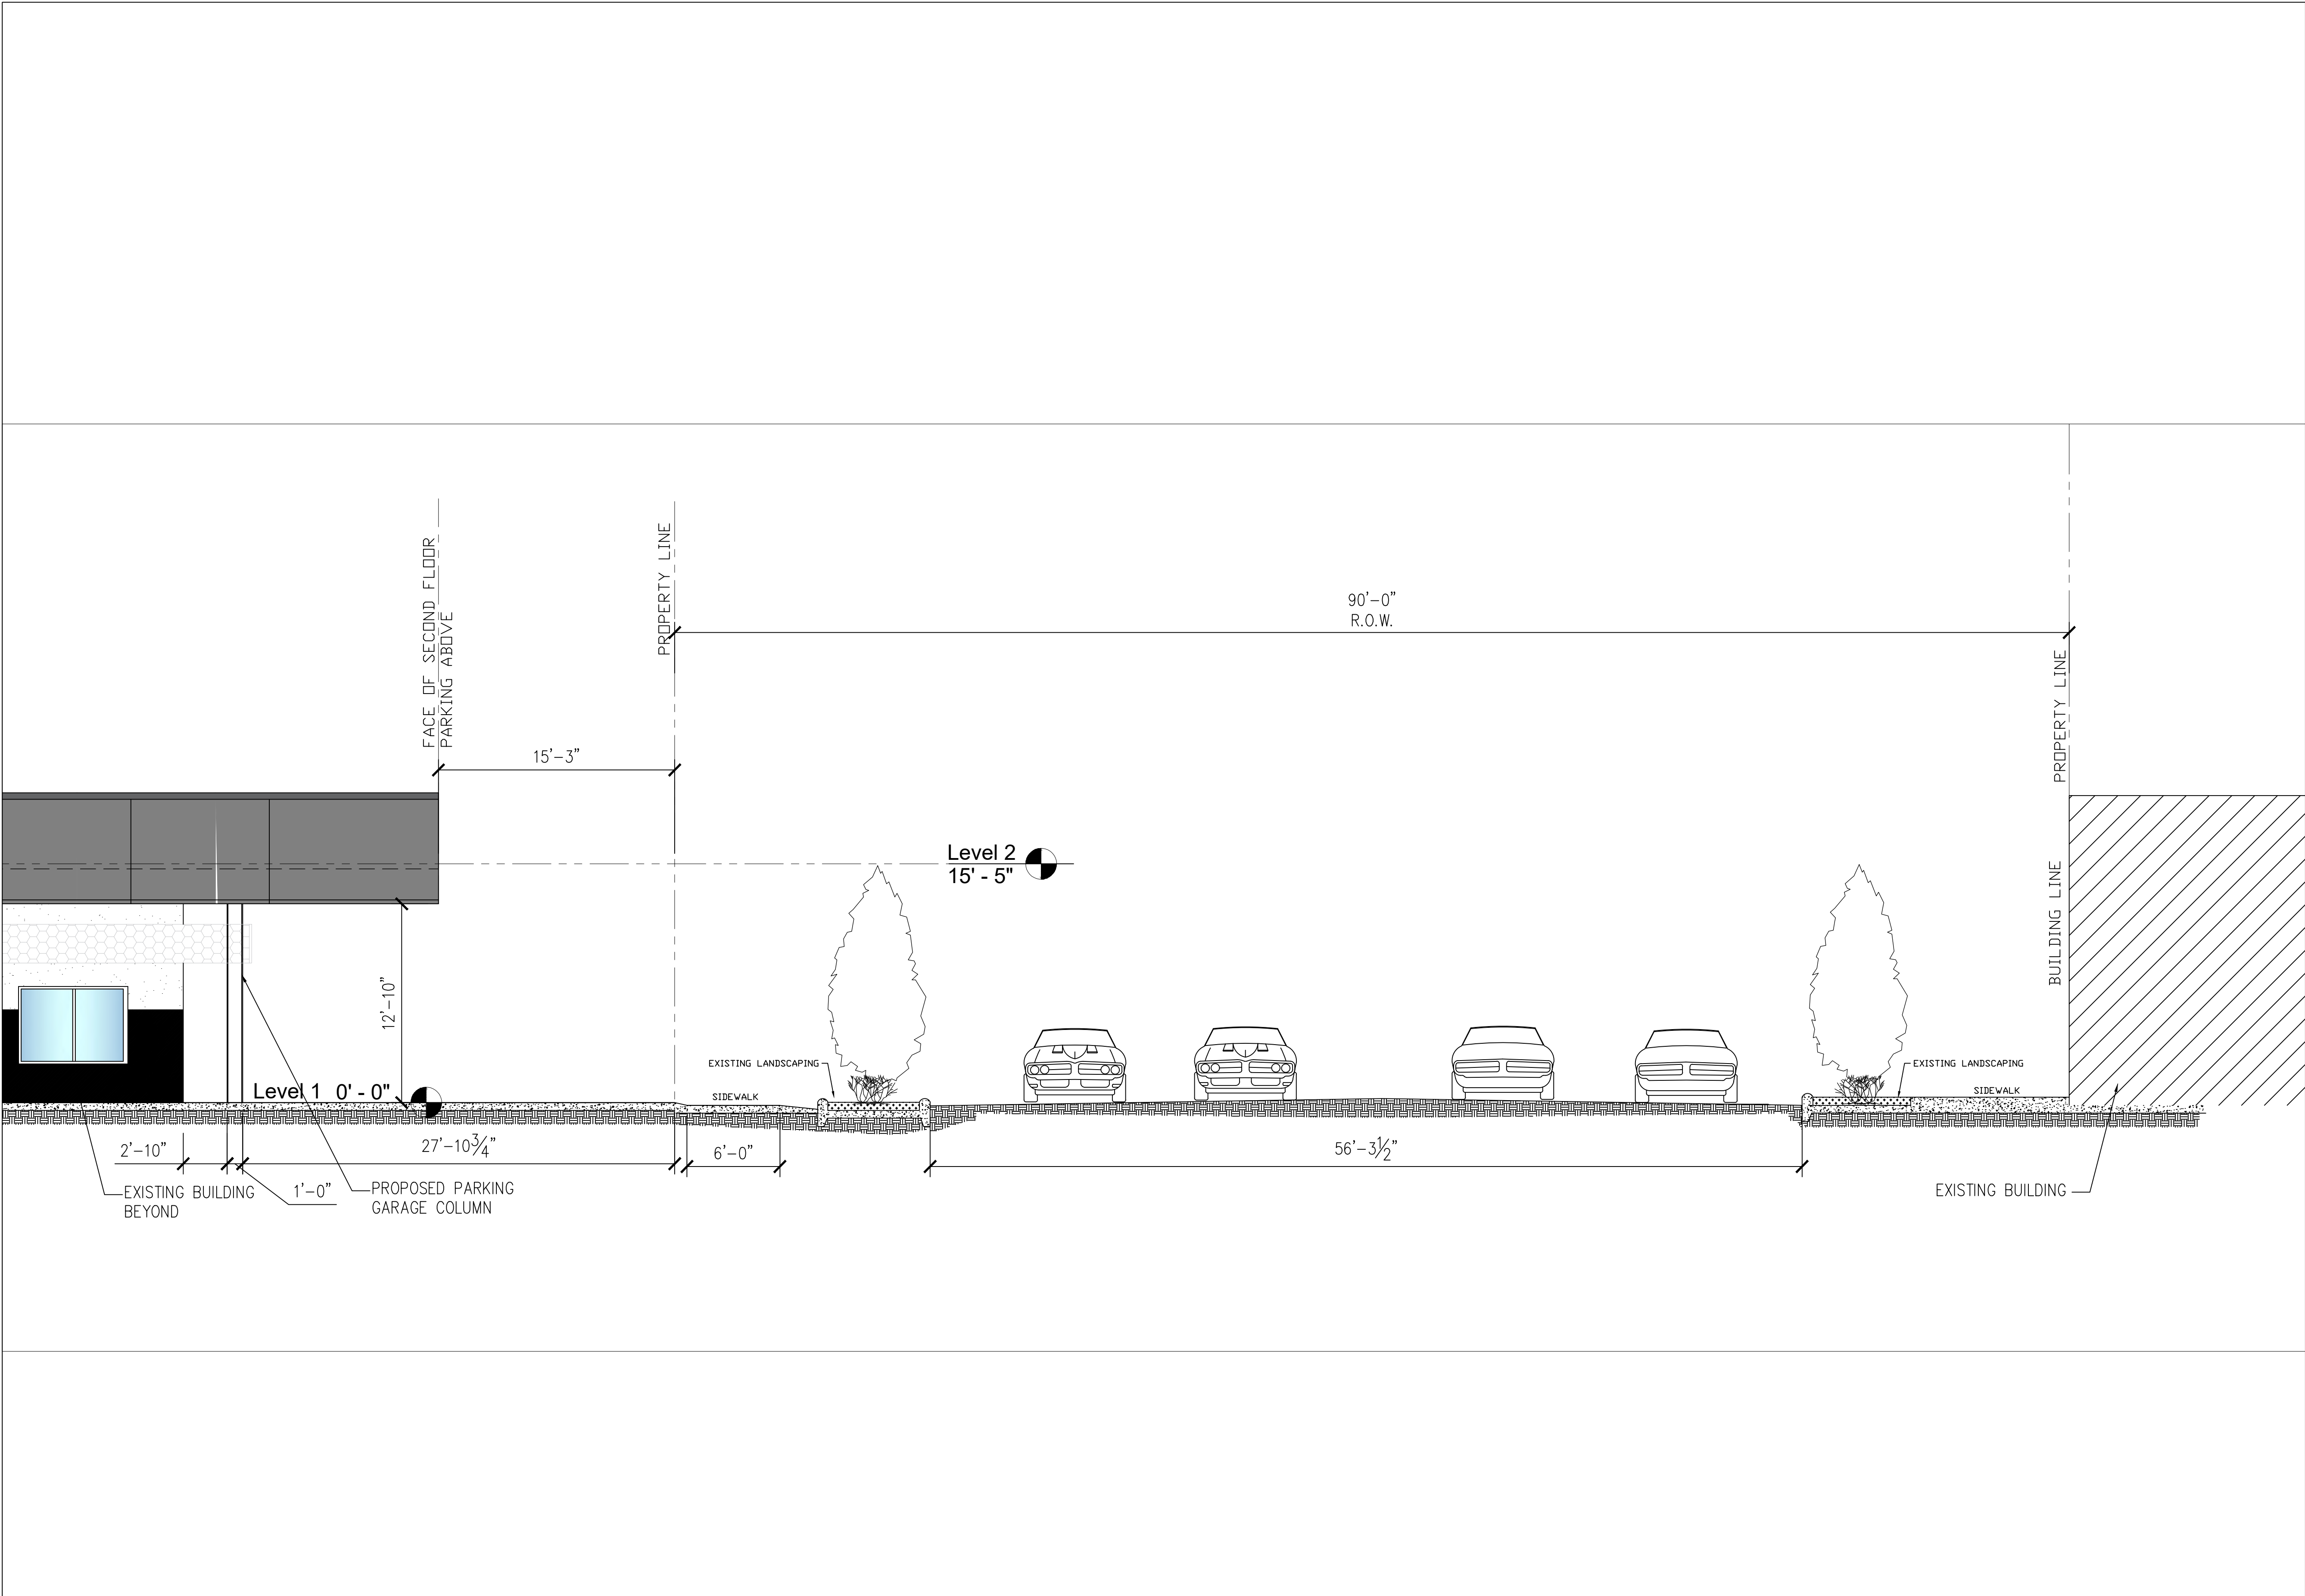 90'-0"
R.O.W.
FACE OF SECOND FLOOR
PARKING ABOVE
PROPERTY LINE
PROPERTY LINE
15'-3"
Level 2
15' - 5"
BUILDING LINE
12'-10"
EXISTING LANDSCAPING
EXISTING LANDSCAPING
Level 1 0' - 0"
SIDEWALK
SIDEWALK
2'-10"
27'-10¾"
6'-0"
56'-3½"
EXISTING BUILDING
BEYOND
1'-0"
PROPOSED PARKING
GARAGE COLUMN
EXISTING BUILDING